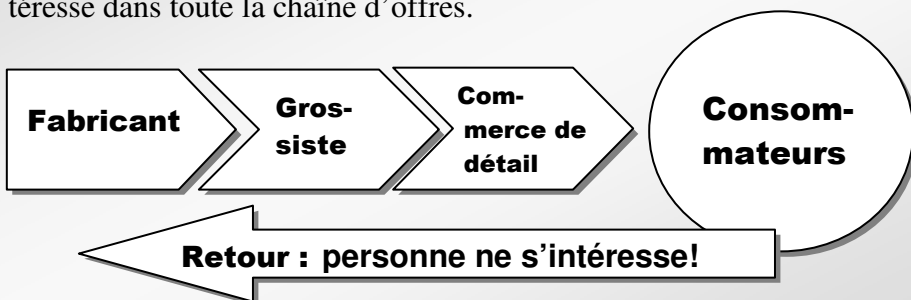 téresse dans toute la chaîne d’offres.
Fabricant
Gros-
siste
Com-
merce de
détail
Consom-
mateurs
Retour : personne ne s’intéresse!